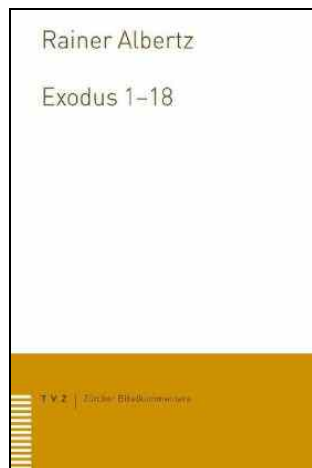 Rainer Albertz
Exodus 1–18
T V Z | Zürcher Bibelkommentare